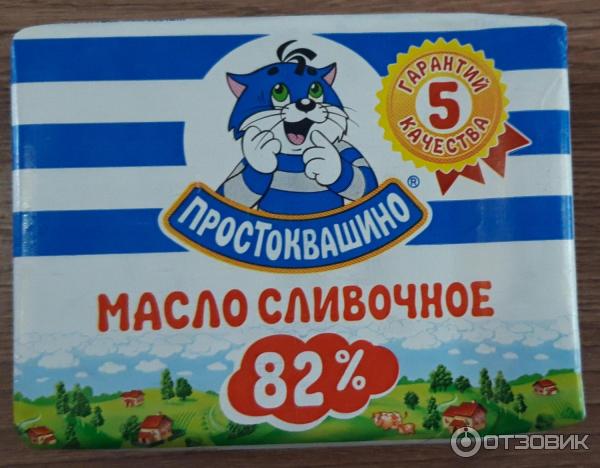 5 ГАРАНТИЙ КАЧЕСТВА
ПРОСТОКВАШИНО®
МАСЛО СЛИВОЧНОЕ
82%
ОТЗОВИК